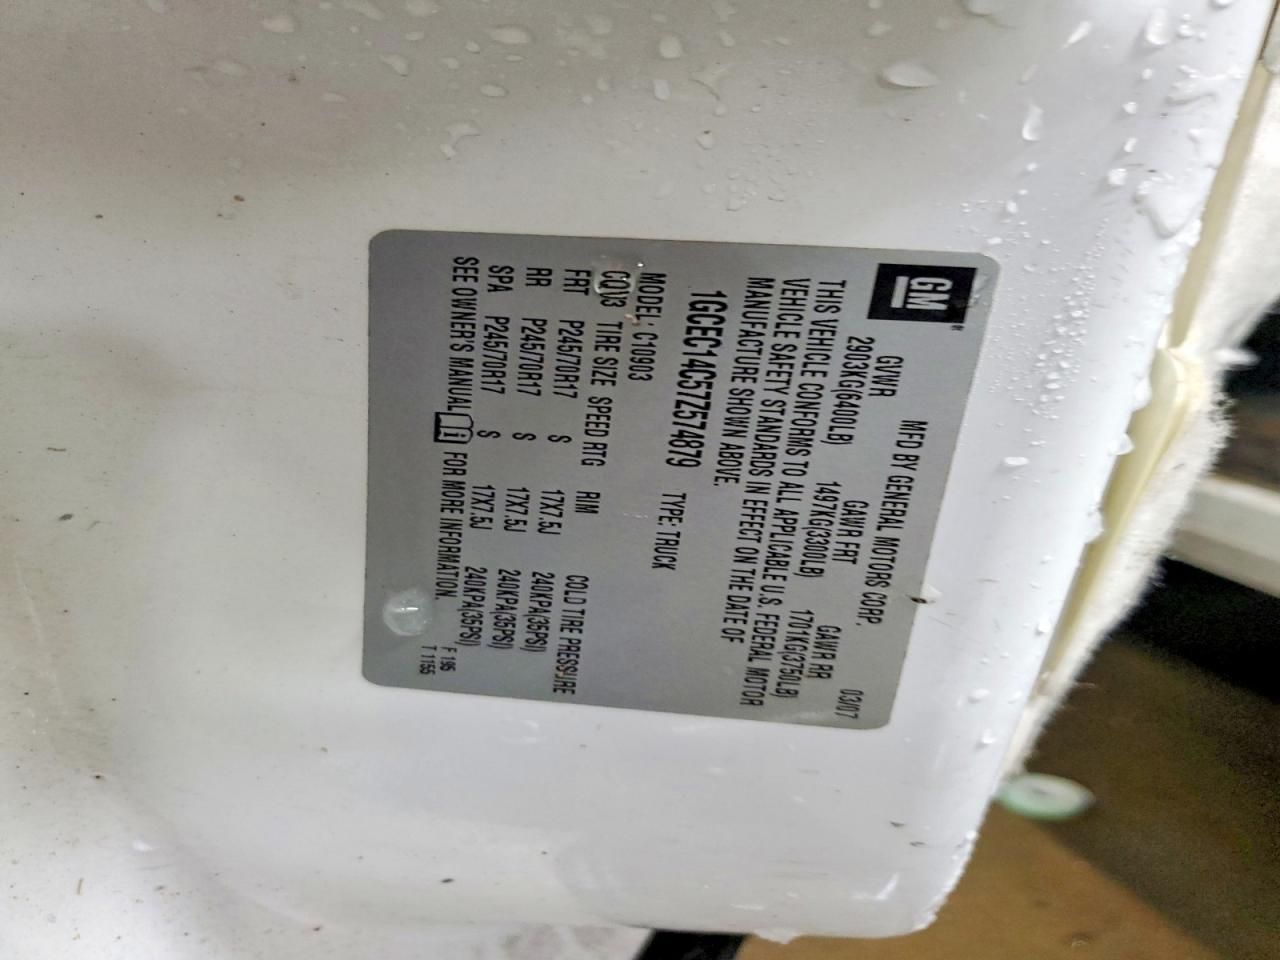 GM®
MFD BY GENERAL MOTORS CORP. 03/07
GVWR GAWR FRT GAWR RR
2903KG(6400LB) 1497KG(3300LB) 1701KG(3750LB)
THIS VEHICLE CONFORMS TO ALL APPLICABLE U.S. FEDERAL MOTOR
VEHICLE SAFETY STANDARDS IN EFFECT ON THE DATE OF
MANUFACTURE SHOWN ABOVE.
1GCEC14C57Z574879 TYPE: TRUCK
MODEL: C10903
TIRE SIZE SPEED RTG RIM COLD TIRE PRESSURE
FRT P245/70R17 S 17X7.5J 240KPA(35PSI)
RR P245/70R17 S 17X7.5J 240KPA(35PSI)
SPA P245/70R17 S 17X7.5J 240KPA(35PSI)
SEE OWNER'S MANUAL FOR MORE INFORMATION. F 195
T 1155